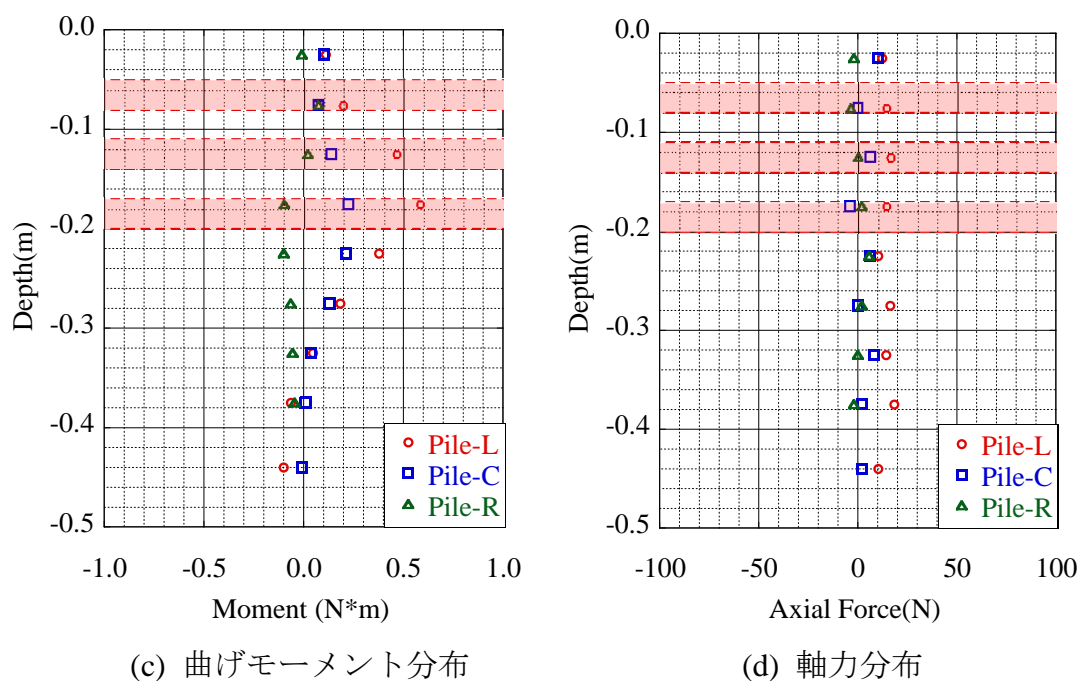 0.0
-0.1
-0.2
-0.3
-0.4
-0.5
Depth(m)
Pile-L
Pile-C
Pile-R
-1.0 -0.5 0.0 0.5 1.0
Moment (N*m)
(c) 曲げモーメント分布
0.0
-0.1
-0.2
-0.3
-0.4
-0.5
Depth(m)
Pile-L
Pile-C
Pile-R
-100 -50 0 50 100
Axial Force(N)
(d) 軸力分布